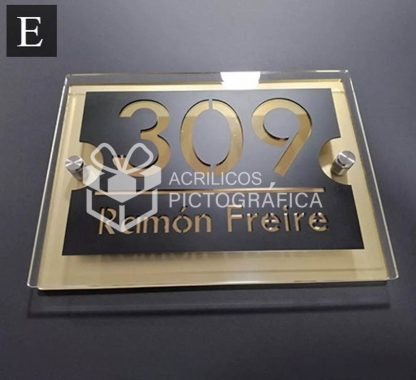 E
309
ACRILICOS
PICTOGRÁFICA
Ramón Freire